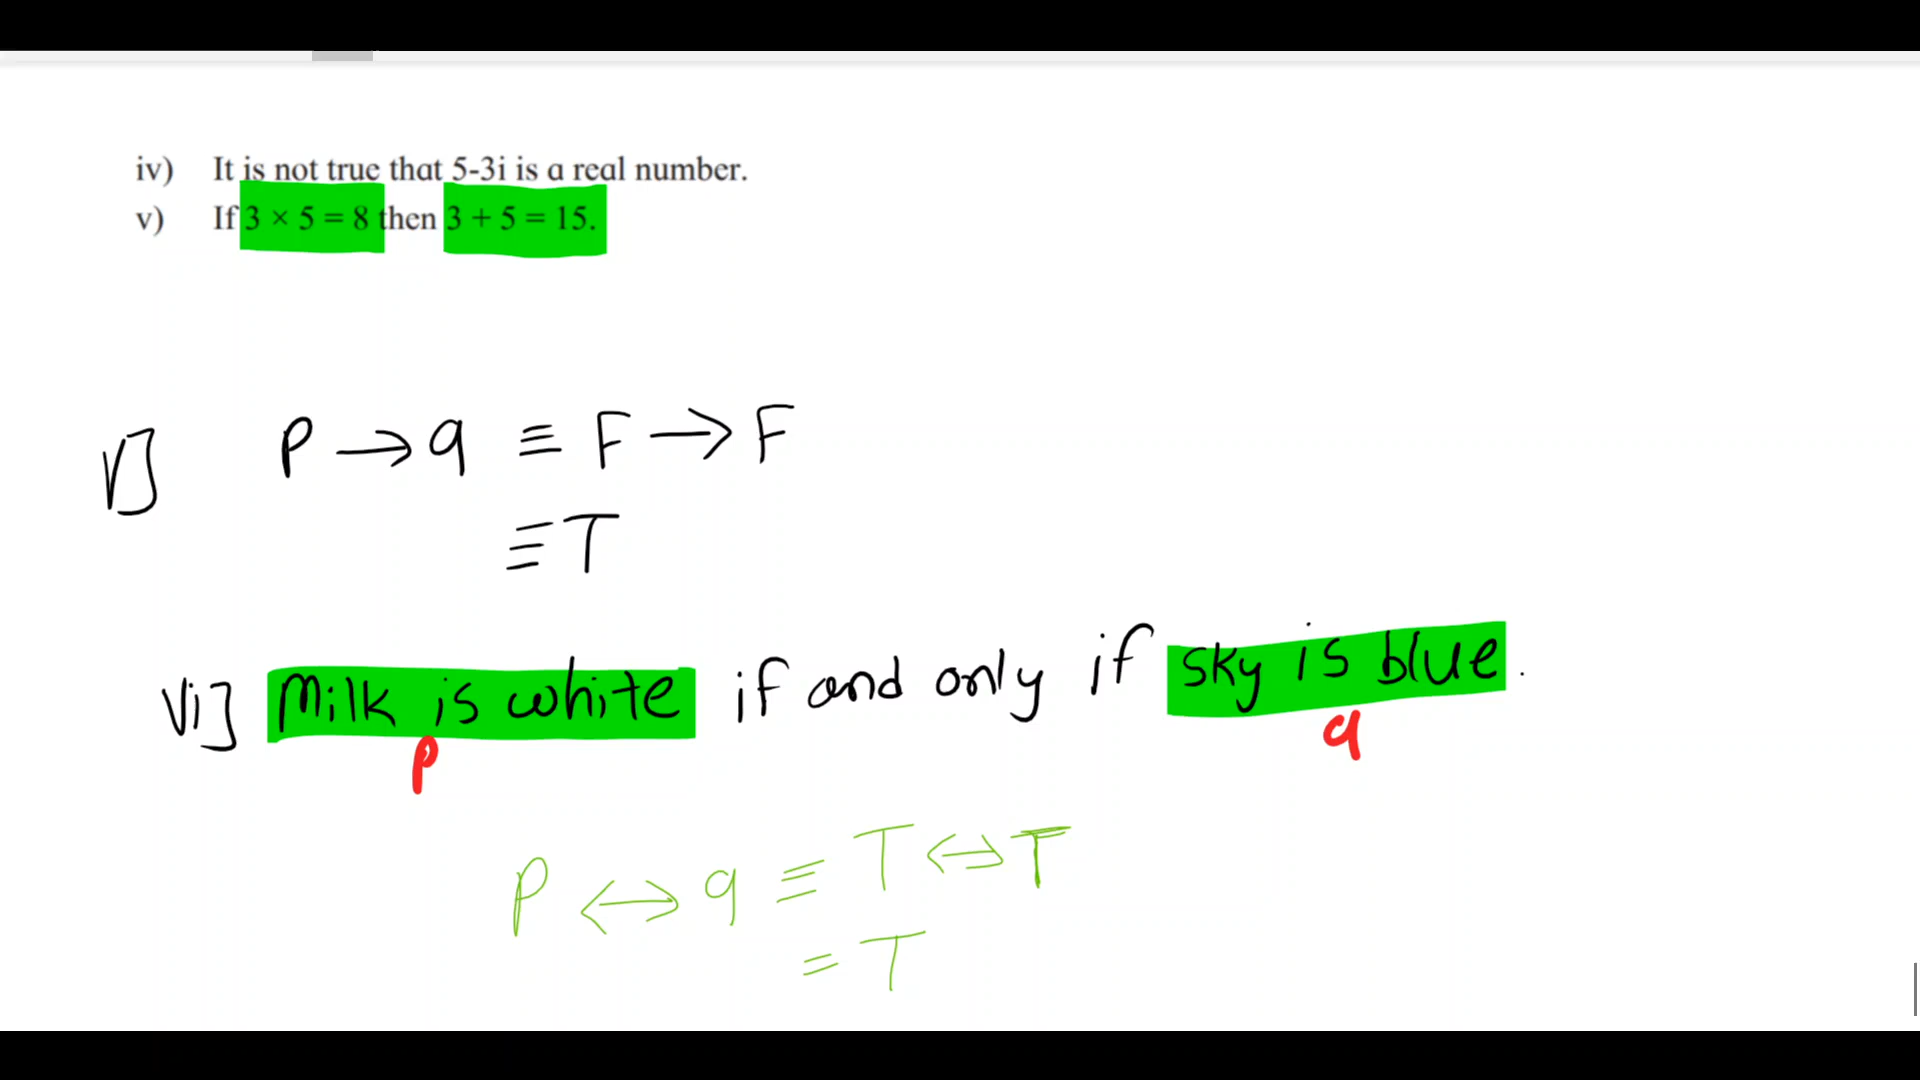 iv) It is not true that 5-3i is a real number.
v) If 3 × 5 = 8 then 3 + 5 = 15.
V] P → q ≡ F → F
≡ T
Vi] Milk is white if and only if sky is blue.
P q
P ↔ q ≡ T ↔ T
= T